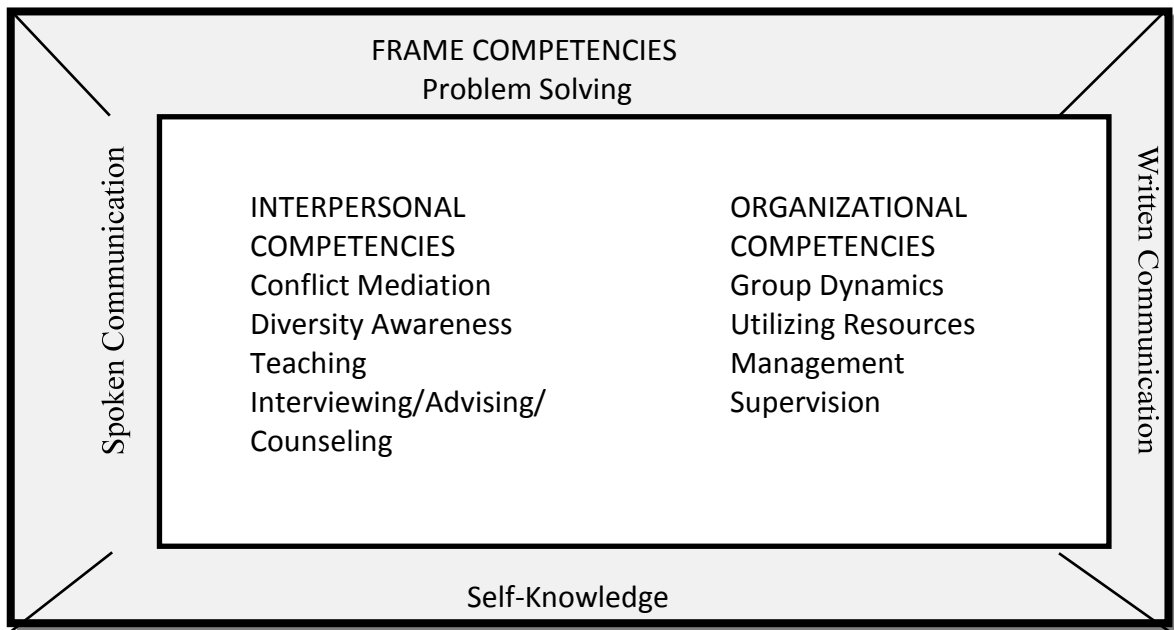 FRAME COMPETENCIES
Problem Solving
Spoken Communication
INTERPERSONAL
COMPETENCIES
Conflict Mediation
Diversity Awareness
Teaching
Interviewing/Advising/
Counseling
ORGANIZATIONAL
COMPETENCIES
Group Dynamics
Utilizing Resources
Management
Supervision
Written Communication
Self-Knowledge